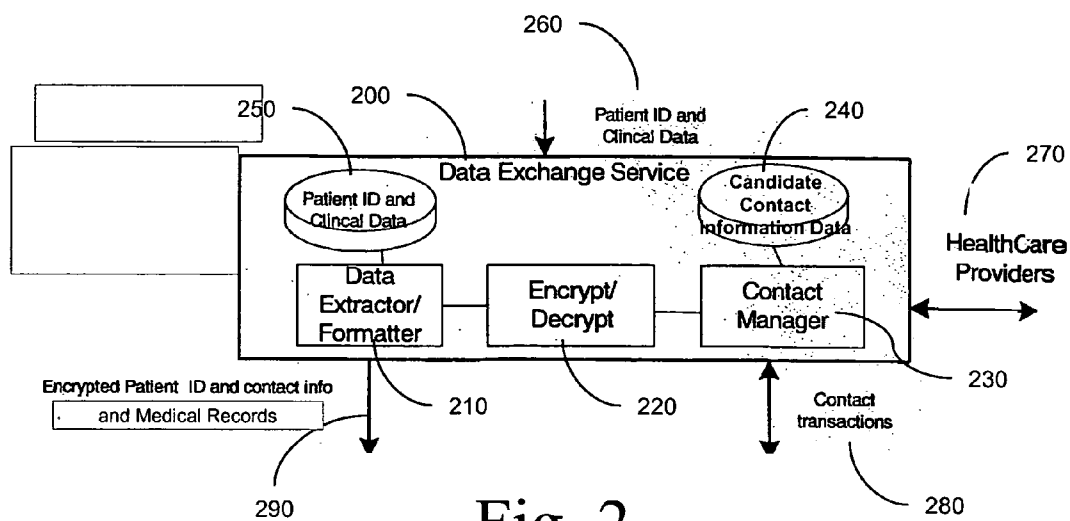 260
200
250
Patient ID and
Clincal Data
240
270
Data Exchange Service
Patient ID and
Clincal Data
Candidate
Contact
Information Data
HealthCare
Providers
Data
Extractor/
Formatter
Encrypt/
Decrypt
Contact
Manager
Encrypted Patient ID and contact info
and Medical Records
210
220
230
Contact
transactions
290
280
Fig. 2